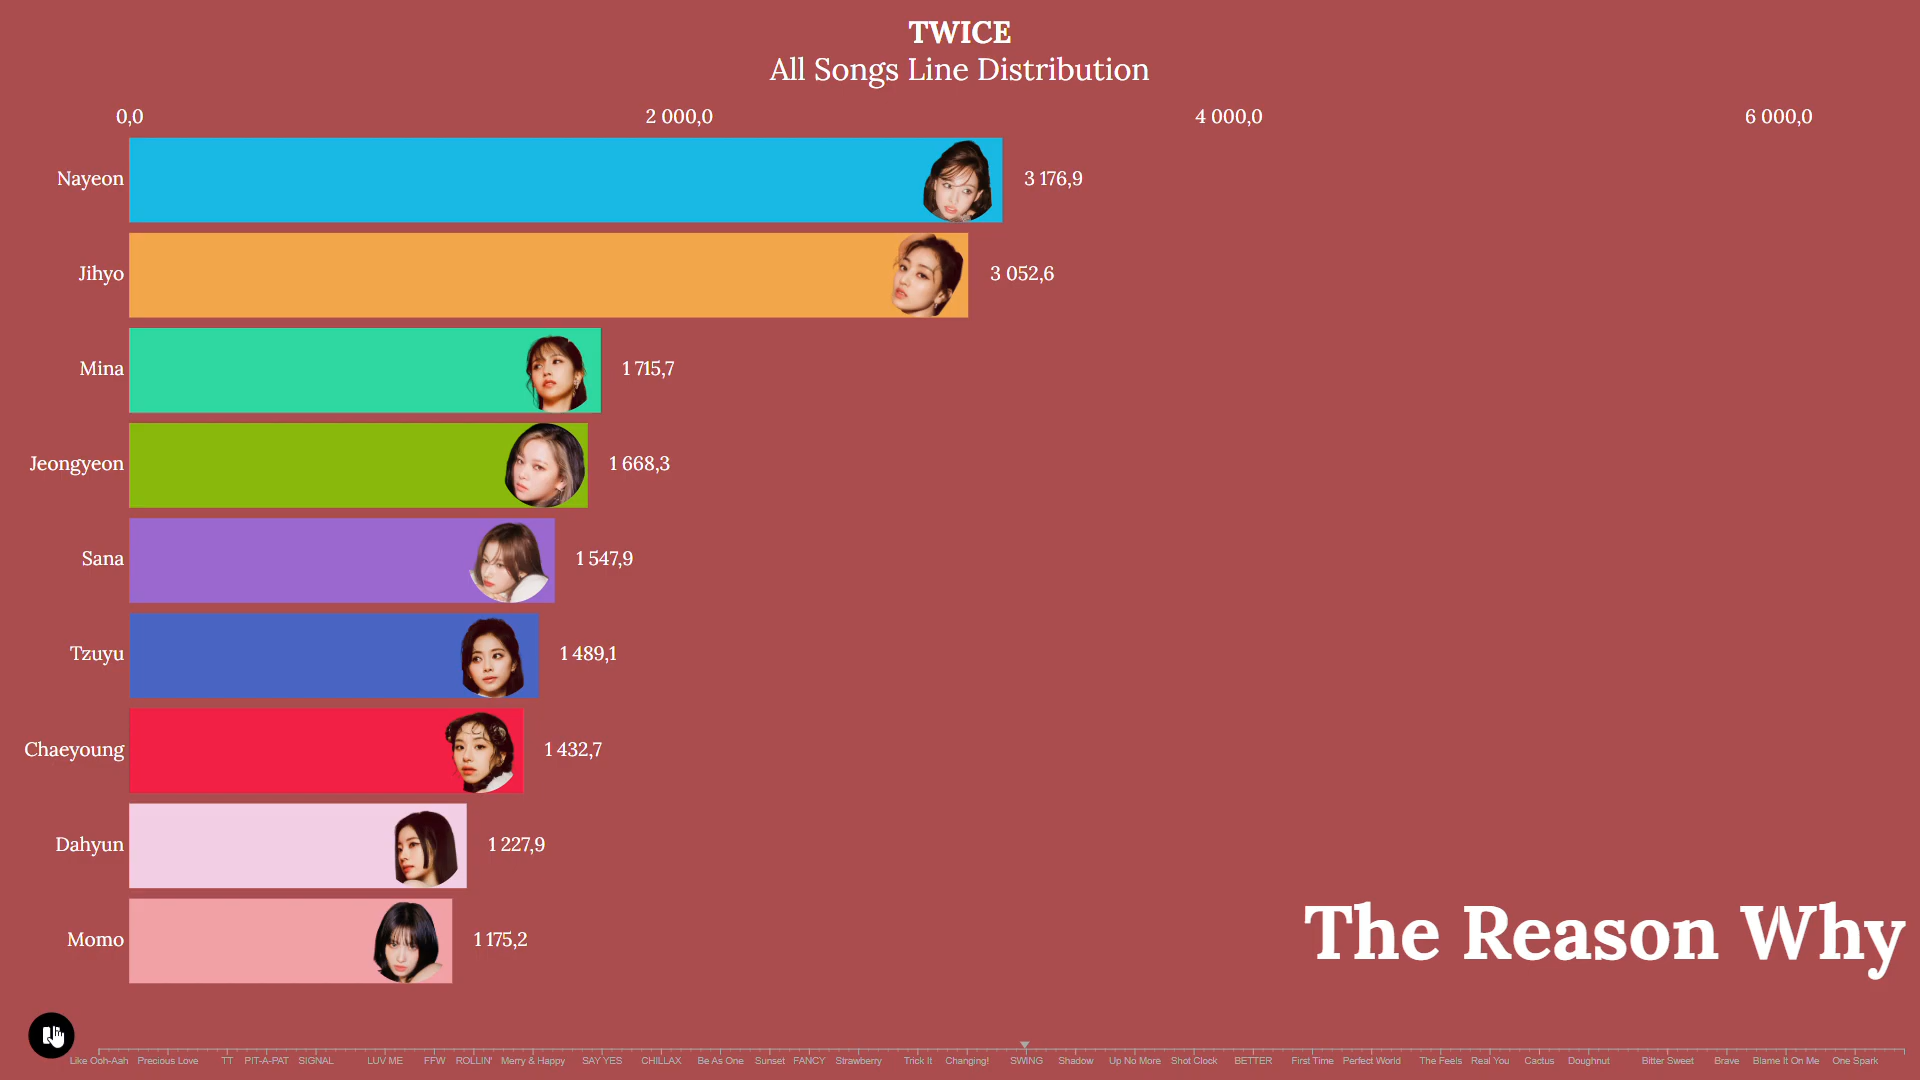 TWICE
All Songs Line Distribution
0,0 2 000,0 4 000,0 6 000,0
Nayeon 3 176,9
Jihyo 3 052,6
Mina 1 715,7
Jeongyeon 1 668,3
Sana 1 547,9
Tzuyu 1 489,1
Chaeyoung 1 432,7
Dahyun 1 227,9
Momo 1 175,2
The Reason Why
Like Ooh-Aah Precious Love TT PIT-A-PAT SIGNAL LUV ME FFW ROLLIN' Merry & Happy SAY YES CHILLAX Be As One Sunset FANCY Strawberry Trick It Changing! SWING Shadow Up No More Shot Clock BETTER First Time Perfect World The Feels Real You Cactus Doughnut Bitter Sweet Brave Blame It On Me One Spark